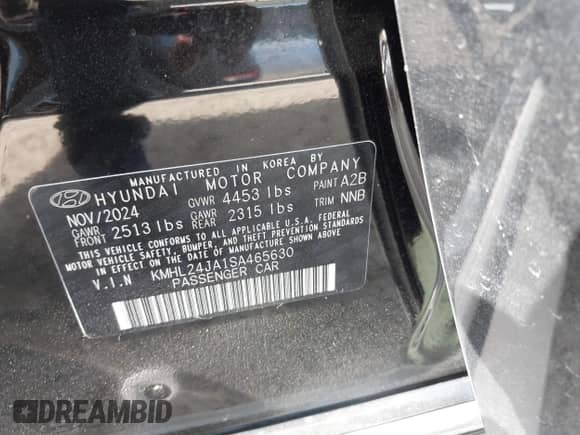 MANUFACTURED IN KOREA BY
HYUNDAI MOTOR COMPANY
NOV/2024 GVWR 4453 lbs PAINT A2B
GAWR FRONT 2513 lbs GAWR REAR 2315 lbs TRIM NNB
THIS VEHICLE CONFORMS TO ALL APPLICABLE U.S.A. FEDERAL
MOTOR VEHICLE SAFETY, BUMPER, AND THEFT PREVENTION STANDARDS
IN EFFECT ON THE DATE OF MANUFACTURE SHOWN ABOVE.
V.I.N KMHL24JA1SA465630
PASSENGER CAR
DREAMBID